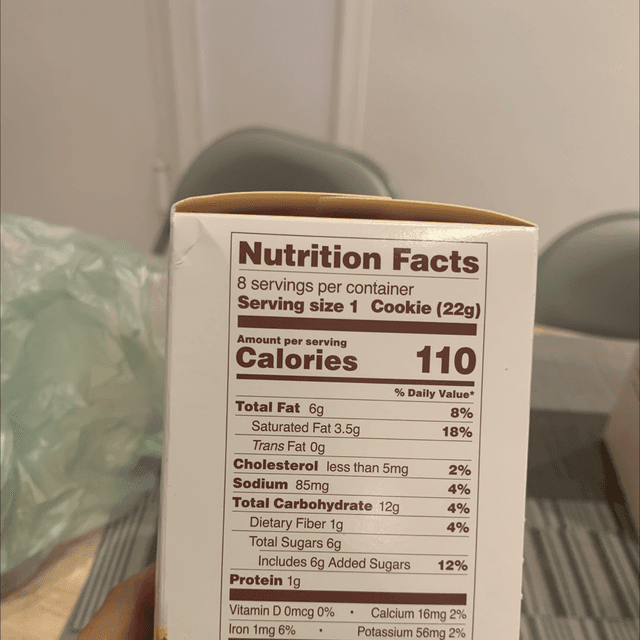 Nutrition Facts
8 servings per container
Serving size 1 Cookie (22g)
Amount per serving
Calories 110
% Daily Value*
Total Fat 6g 8%
Saturated Fat 3.5g 18%
Trans Fat 0g
Cholesterol less than 5mg 2%
Sodium 85mg 4%
Total Carbohydrate 12g 4%
Dietary Fiber 1g 4%
Total Sugars 6g
Includes 6g Added Sugars 12%
Protein 1g
Vitamin D 0mcg 0% • Calcium 16mg 2%
Iron 1mg 6% • Potassium 56mg 2%